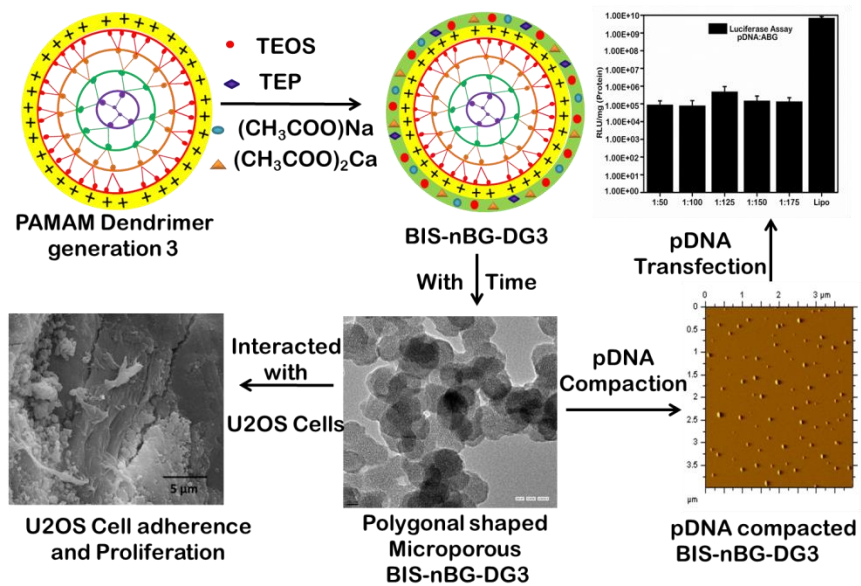 TEOS
TEP
(CH₃COO)Na
(CH₃COO)₂Ca
PAMAM Dendrimer
generation 3
BIS-nBG-DG3
With Time
1.00E+10
1.00E+09
1.00E+08
1.00E+07
1.00E+06
1.00E+05
1.00E+04
1.00E+03
1.00E+02
1.00E+01
1.00E+00
RLU/mg (Protein)
Luciferase Assay
pDNA:ABG
1:50 1:100 1:125 1:150 1:175 Lipo
pDNA
Transfection
Interacted
with
U2OS Cells
5 μm
U2OS Cell adherence
and Proliferation
Polygonal shaped
Microporous
BIS-nBG-DG3
pDNA
Compaction
0 1 2 3 μm
0
0.5
1
1.5
2
2.5
3
3.5
μm
pDNA compacted
BIS-nBG-DG3